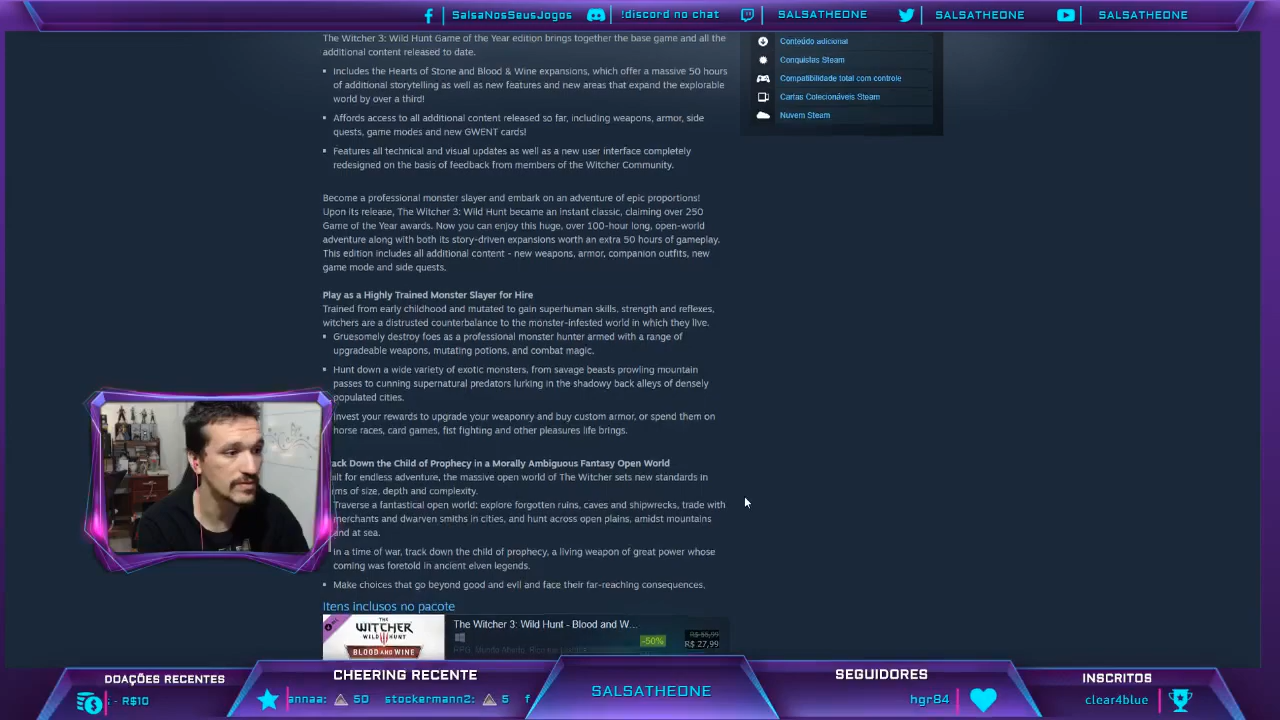 SalsaNosSeusJogos
!discord no chat
SALSATHEONE
SALSATHEONE
SALSATHEONE
The Witcher 3: Wild Hunt Game of the Year edition brings together the base game and all the
additional content released to date.
Includes the Hearts of Stone and Blood & Wine expansions, which offer a massive 50 hours
of additional storytelling as well as new features and new areas that expand the explorable
world by over a third!
Affords access to all additional content released so far, including weapons, armor, side
quests, game modes and new GWENT cards!
Features all technical and visual updates as well as a new user interface completely
redesigned on the basis of feedback from members of the Witcher Community.
Become a professional monster slayer and embark on an adventure of epic proportions!
Upon its release, The Witcher 3: Wild Hunt became an instant classic, claiming over 250
Game of the Year awards. Now you can enjoy this huge, over 100-hour long, open-world
adventure along with both its story-driven expansions worth an extra 50 hours of gameplay.
This edition includes all additional content - new weapons, armor, companion outfits, new
game mode and side quests.
Play as a Highly Trained Monster Slayer for Hire
Trained from early childhood and mutated to gain superhuman skills, strength and reflexes,
witchers are a distrusted counterbalance to the monster-infested world in which they live.
Gruesomely destroy foes as a professional monster hunter armed with a range of
upgradeable weapons, mutating potions, and combat magic.
Hunt down a wide variety of exotic monsters, from savage beasts prowling mountain
passes to cunning supernatural predators lurking in the shadowy back alleys of densely
populated cities.
Invest your rewards to upgrade your weaponry and buy custom armor, or spend them on
horse races, card games, fist fighting and other pleasures life brings.
ack Down the Child of Prophecy in a Morally Ambiguous Fantasy Open World
ilt for endless adventure, the massive open world of The Witcher sets new standards in
ms of size, depth and complexity.
Traverse a fantastical open world: explore forgotten ruins, caves and shipwrecks, trade with
merchants and dwarven smiths in cities, and hunt across open plains, amidst mountains
and at sea.
In a time of war, track down the child of prophecy, a living weapon of great power whose
coming was foretold in ancient elven legends.
Make choices that go beyond good and evil and face their far-reaching consequences.
Conteúdo adicional
Conquistas Steam
Compatibilidade total com controle
Cartas Colecionáveis Steam
Nuvem Steam
Itens inclusos no pacote
THE
WITCHER
WILD HUNT
BLOOD AND WINE
The Witcher 3: Wild Hunt - Blood and W...
-50%
R$ 55,99
R$ 27,99
DOAÇÕES RECENTES
: - R$10
CHEERING RECENTE
annaa: 50 stockermann2: 5 f
SALSATHEONE
SEGUIDORES
hgr84
INSCRITOS
clear4blue